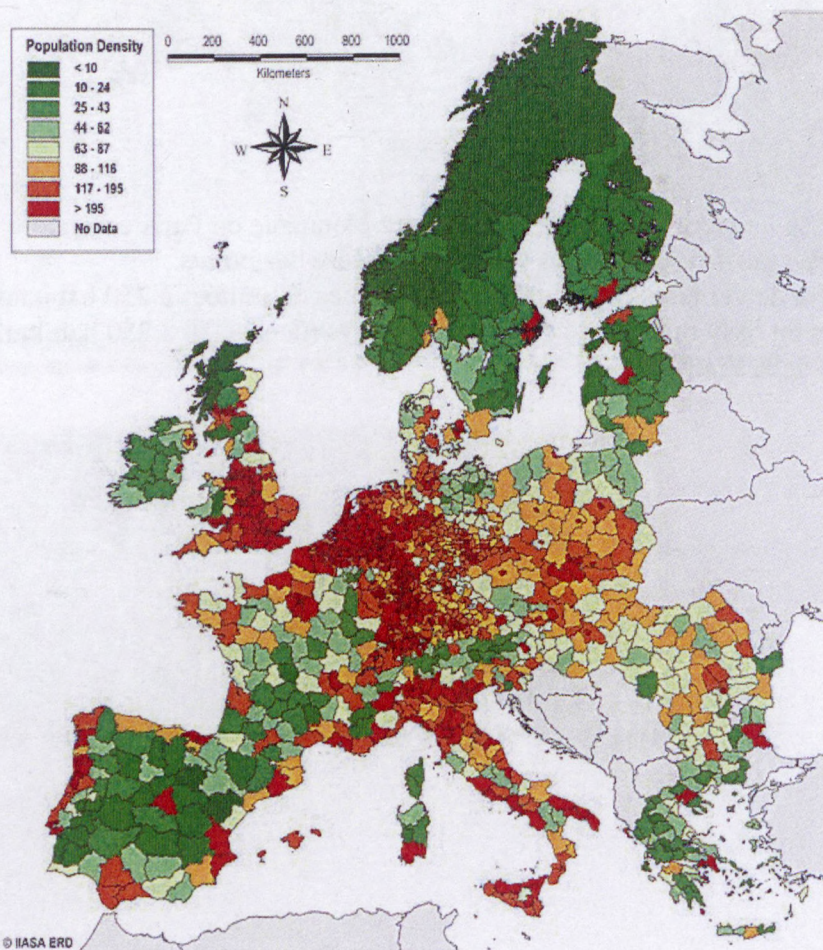 Population Density
< 10
10 - 24
25 - 43
44 - 62
63 - 87
88 - 116
117 - 195
> 195
No Data
0 200 400 600 800 1000
Kilometers
N
W E
S
© IIASA ERD